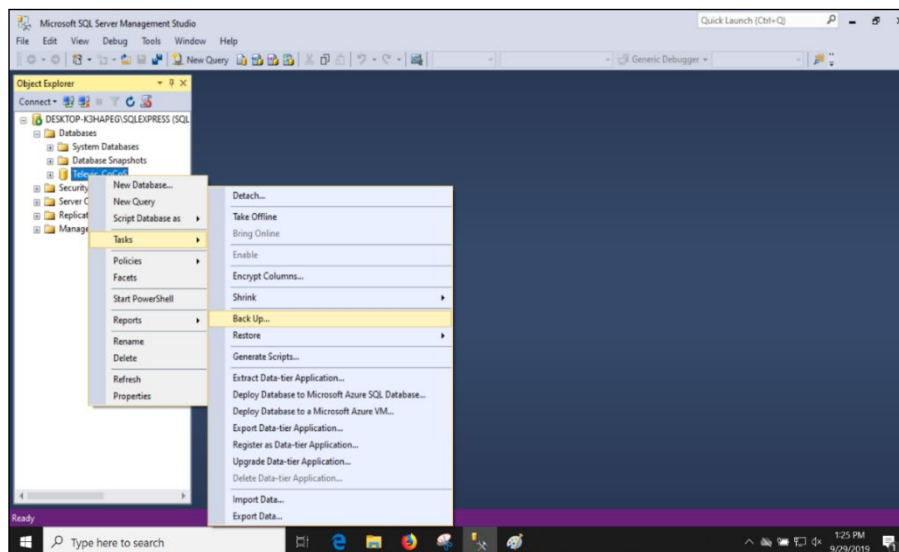 Microsoft SQL Server Management Studio
Quick Launch (Ctrl+Q)
File Edit View Debug Tools Window Help
New Query
Generic Debugger
Object Explorer
Connect
DESKTOP-K3HAPEG\SQLEXPRESS (SQL
Databases
System Databases
Database Snapshots
Televic_CoCoS
Security
Server O
Replicat
Manage
New Database...
New Query
Script Database as
Tasks
Policies
Facets
Start PowerShell
Reports
Rename
Delete
Refresh
Properties
Detach...
Take Offline
Bring Online
Enable
Encrypt Columns...
Shrink
Back Up...
Restore
Generate Scripts...
Extract Data-tier Application...
Deploy Database to Microsoft Azure SQL Database...
Deploy Database to a Microsoft Azure VM...
Export Data-tier Application...
Register as Data-tier Application...
Upgrade Data-tier Application...
Delete Data-tier Application...
Import Data...
Export Data...
Ready
Type here to search
1:25 PM
9/29/2019